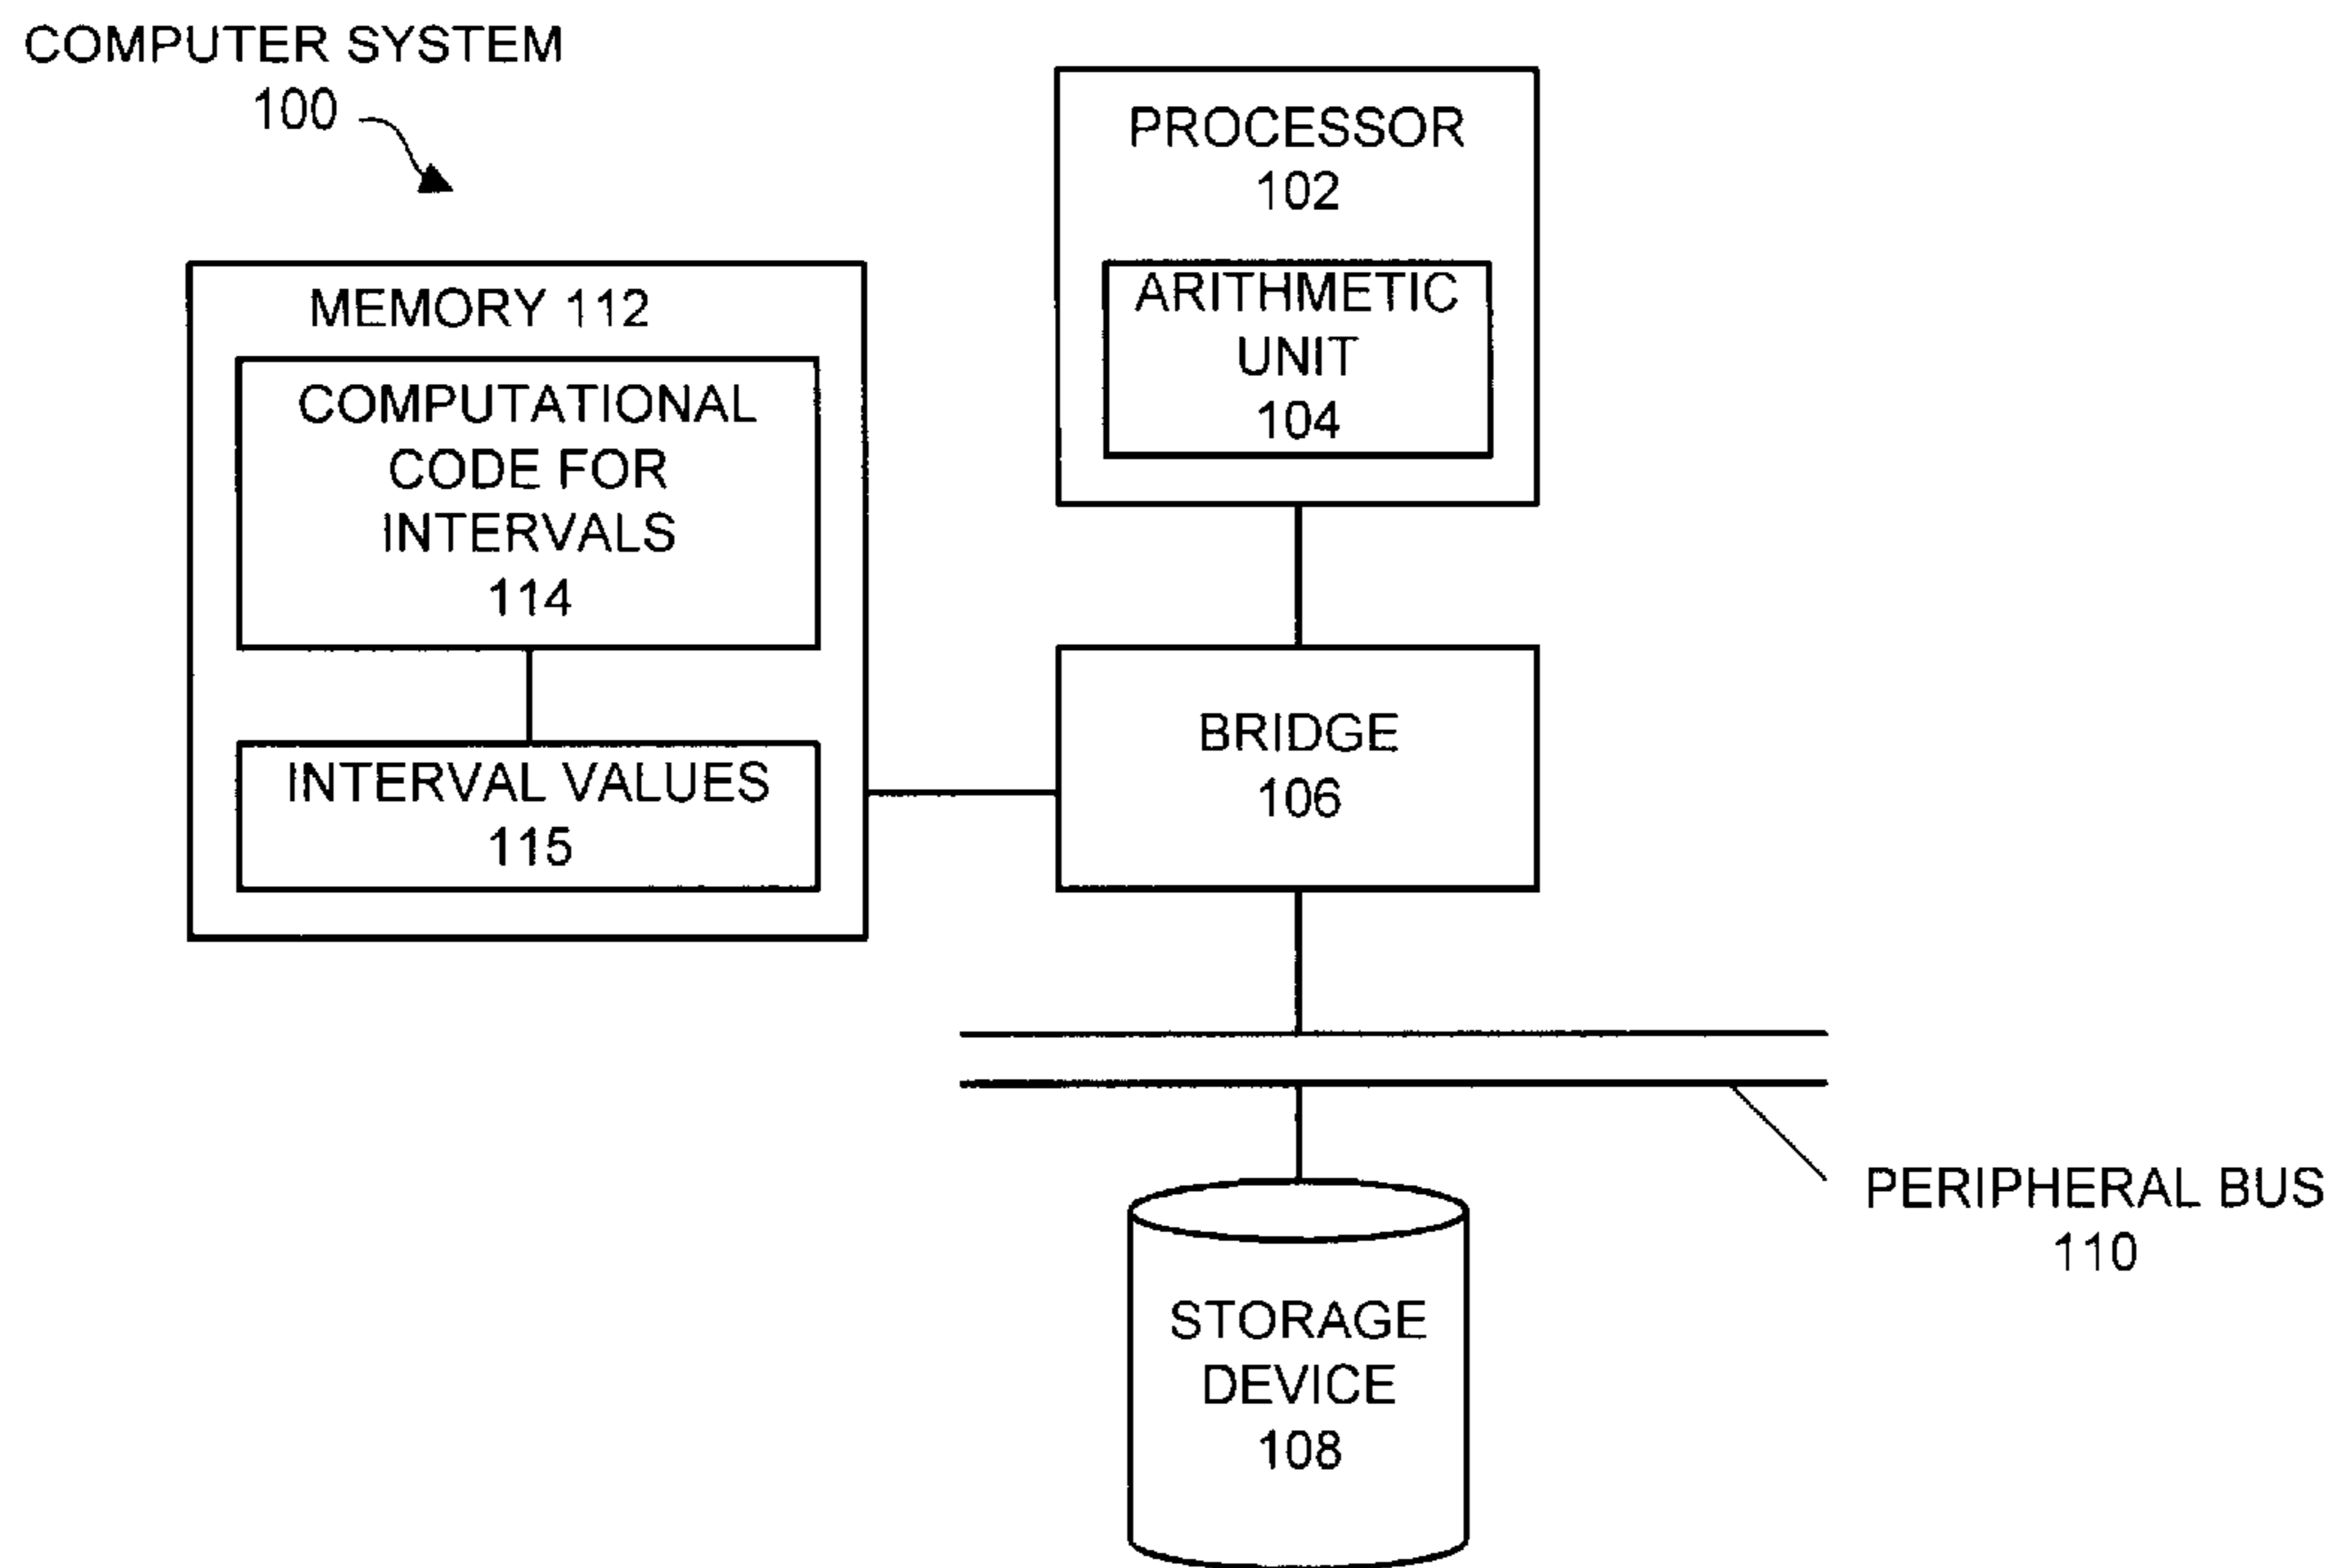 COMPUTER SYSTEM
100
PROCESSOR
102
ARITHMETIC
UNIT
104
MEMORY 112
COMPUTATIONAL
CODE FOR
INTERVALS
114
INTERVAL VALUES
115
BRIDGE
106
PERIPHERAL BUS
110
STORAGE
DEVICE
108